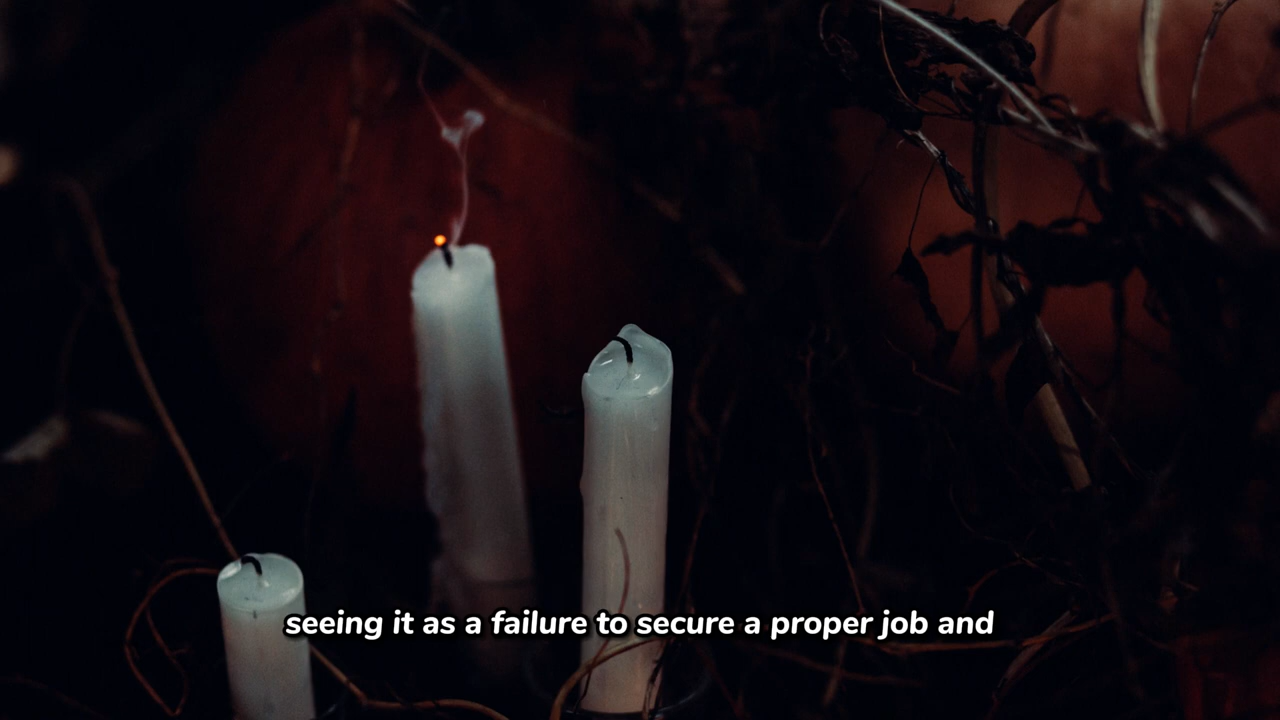 seeing it as a failure to secure a proper job and